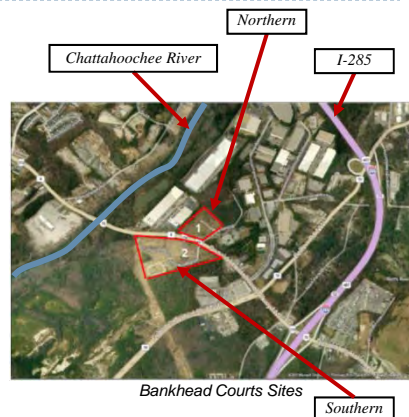 Northern
Chattahoochee River
I-285
1
2
Bankhead Courts Sites
Southern